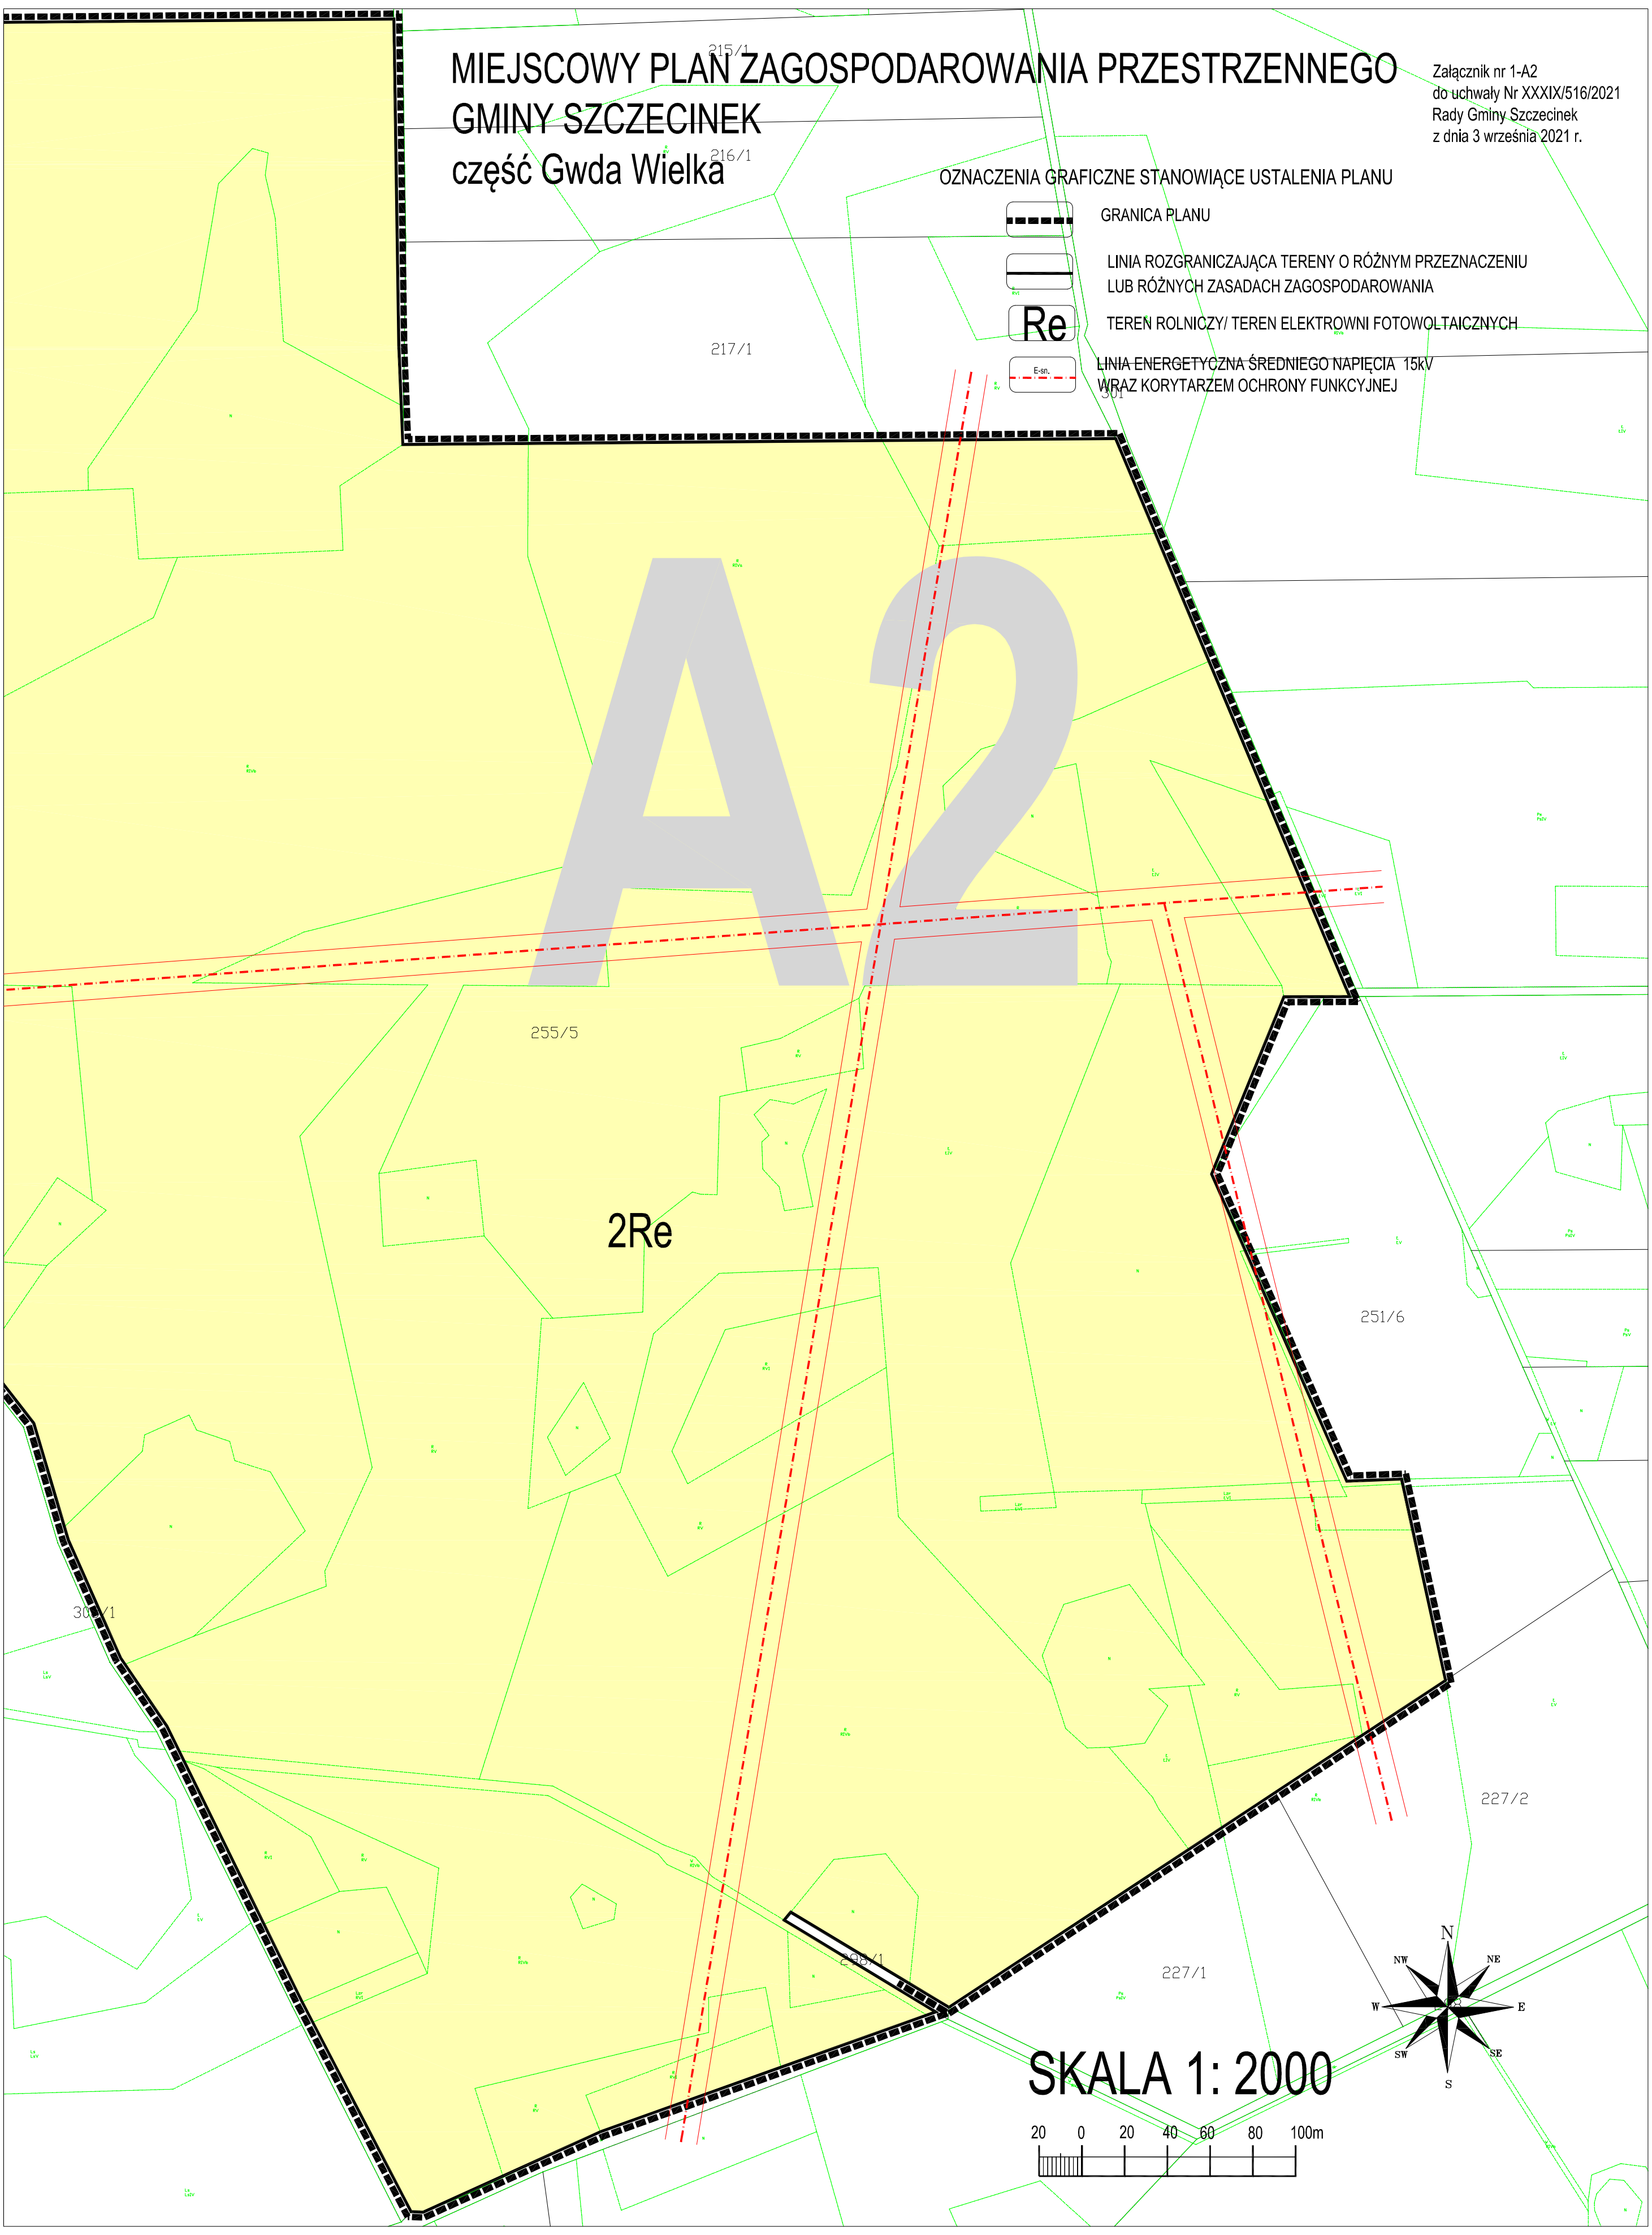 MIEJSCOWY PLAN ZAGOSPODAROWANIA PRZESTRZENNEGO
GMINY SZCZECINEK
część Gwda Wielka
Załącznik nr 1-A2
do uchwały Nr XXXIX/516/2021
Rady Gminy Szczecinek
z dnia 3 września 2021 r.
OZNACZENIA GRAFICZNE STANOWIĄCE USTALENIA PLANU
GRANICA PLANU
LINIA ROZGRANICZAJĄCA TERENY O RÓŻNYM PRZEZNACZENIU
LUB RÓŻNYCH ZASADACH ZAGOSPODAROWANIA
Re
TEREN ROLNICZY/ TEREN ELEKTROWNI FOTOWOLTAICZNYCH
E-sn.
LINIA ENERGETYCZNA ŚREDNIEGO NAPIĘCIA 15kV
WRAZ KORYTARZEM OCHRONY FUNKCYJNEJ
215/1
216/1
217/1
301
A2
255/5
2Re
251/6
227/2
298/1
227/1
N
NW
NE
W
E
SW
SE
S
SKALA 1: 2000
20 0 20 40 60 80 100m